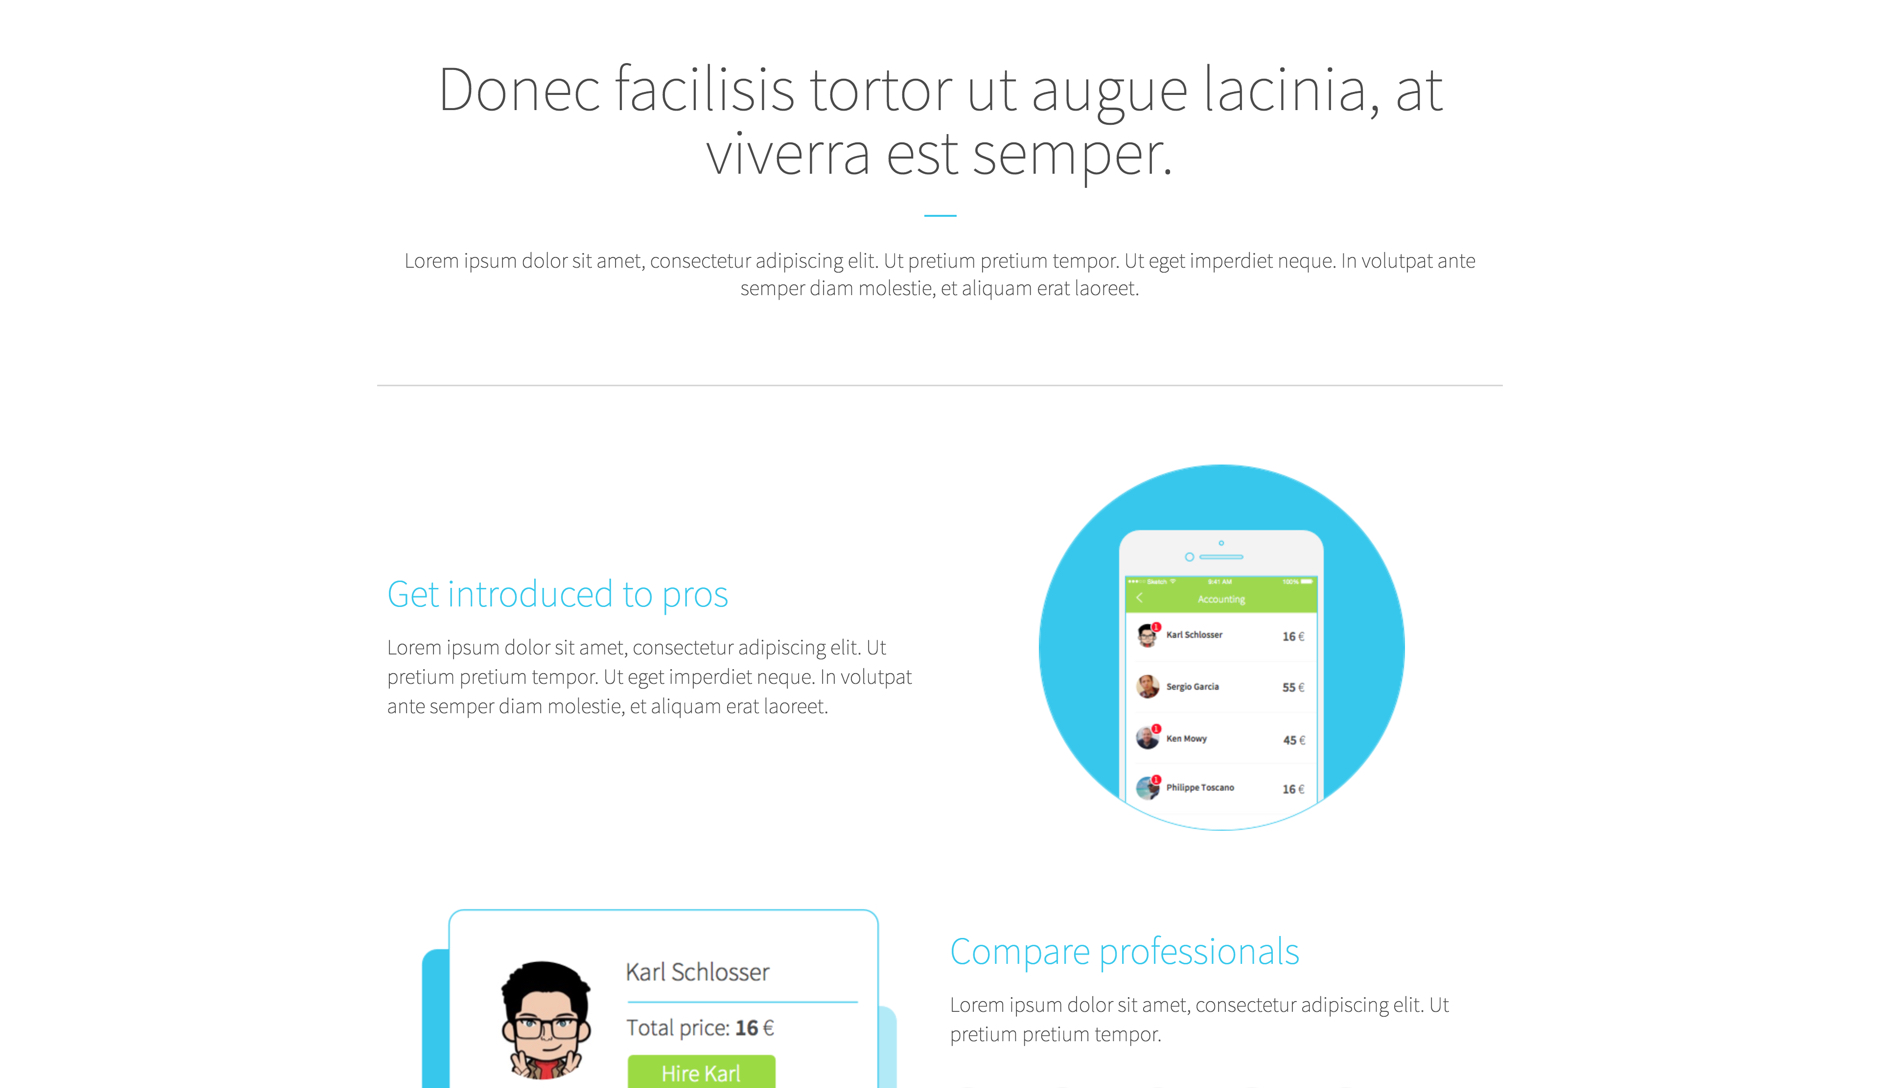 Donec facilisis tortor ut augue lacinia, at
viverra est semper.
Lorem ipsum dolor sit amet, consectetur adipiscing elit. Ut pretium pretium tempor. Ut eget imperdiet neque. In volutpat ante
semper diam molestie, et aliquam erat laoreet.
Get introduced to pros
Lorem ipsum dolor sit amet, consectetur adipiscing elit. Ut
pretium pretium tempor. Ut eget imperdiet neque. In volutpat
ante semper diam molestie, et aliquam erat laoreet.
Sketch 9:41 AM 100%
Accounting
1
Karl Schlosser 16 €
Sergio Garcia 55 €
1
Ken Mowy 45 €
1
Philippe Toscano 16 €
Karl Schlosser
Total price: 16 €
Hire Karl
Compare professionals
Lorem ipsum dolor sit amet, consectetur adipiscing elit. Ut
pretium pretium tempor.